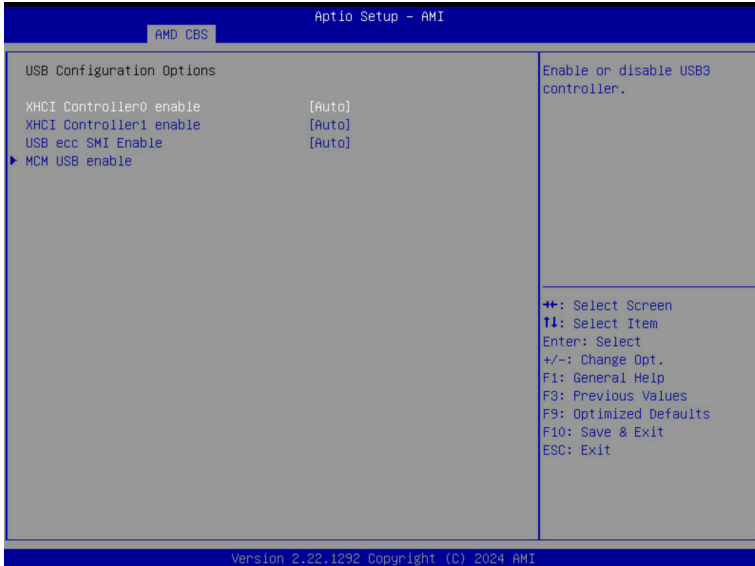 Aptio Setup - AMI
AMD CBS
USB Configuration Options
XHCI Controller0 enable [Auto]
XHCI Controller1 enable [Auto]
USB ecc SMI Enable [Auto]
MCM USB enable
Enable or disable USB3
controller.
→←: Select Screen
↑↓: Select Item
Enter: Select
+/-: Change Opt.
F1: General Help
F3: Previous Values
F9: Optimized Defaults
F10: Save & Exit
ESC: Exit
Version 2.22.1292 Copyright (C) 2024 AMI